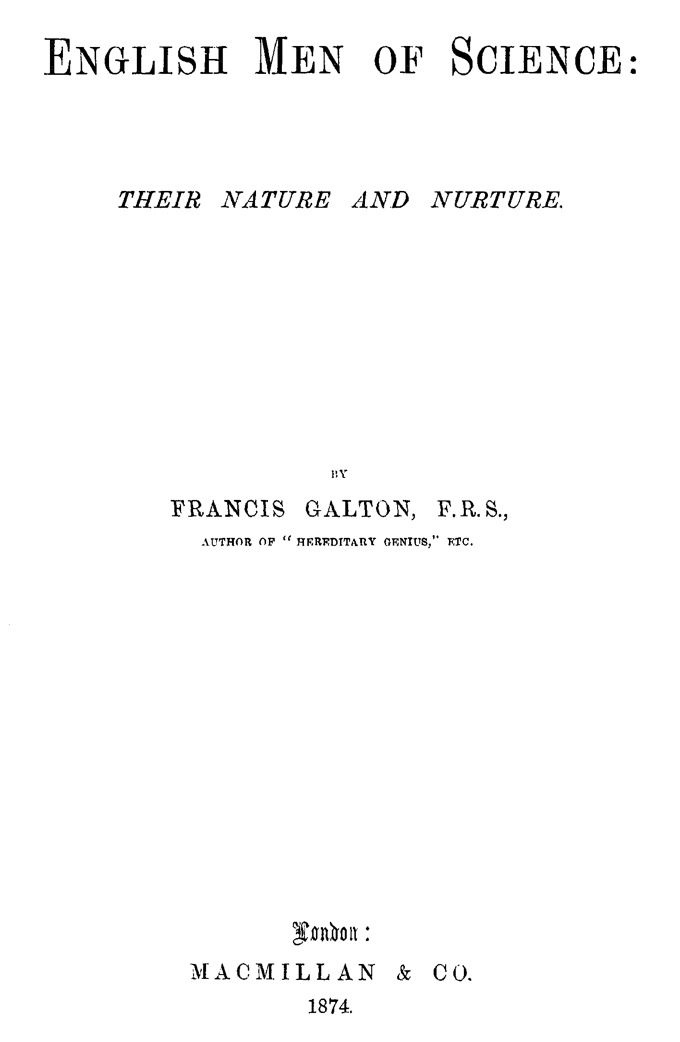 ENGLISH MEN OF SCIENCE:
THEIR NATURE AND NURTURE.
BY
FRANCIS GALTON, F.R.S.,
AUTHOR OF "HEREDITARY GENIUS," ETC.
London:
MACMILLAN & CO.
1874.